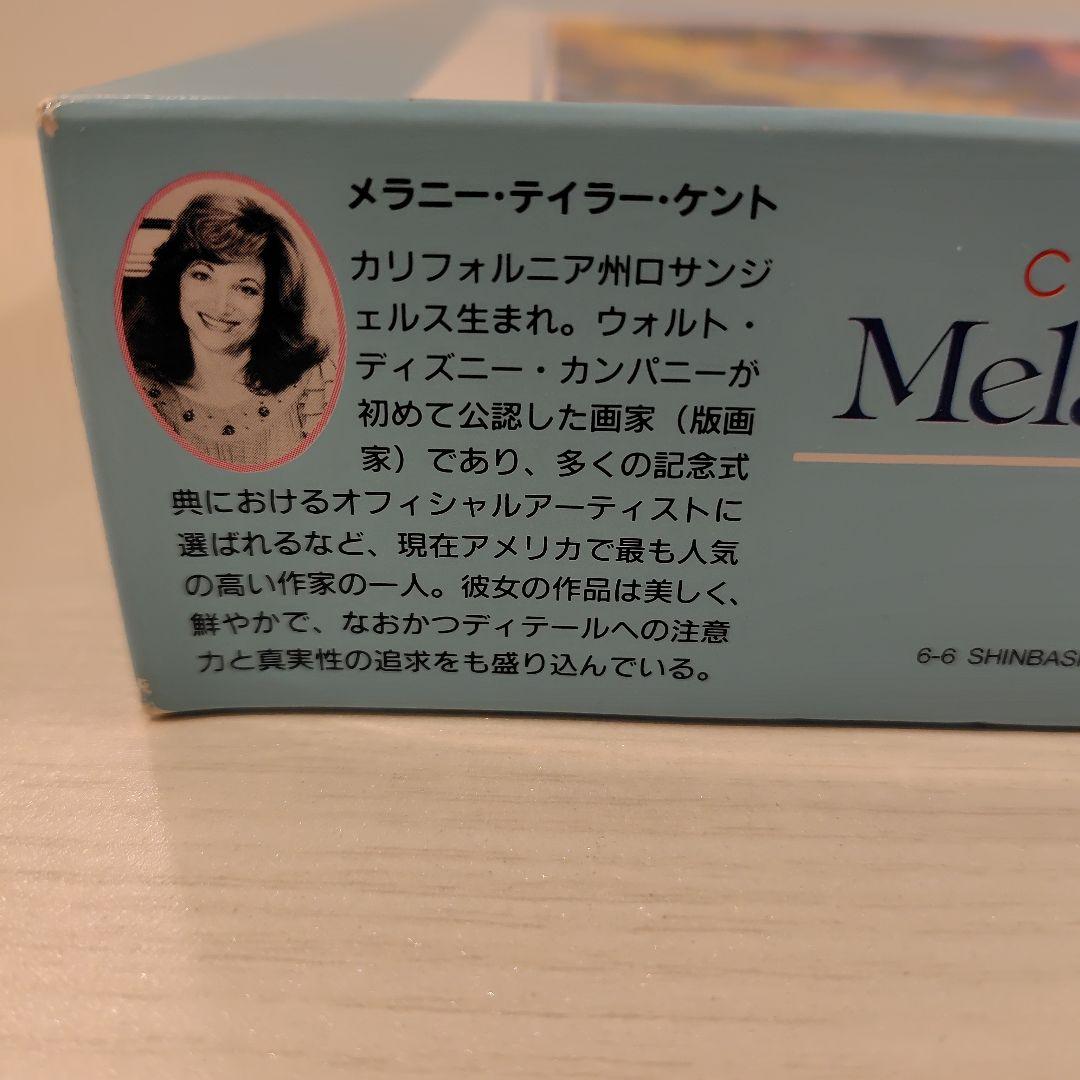 メラニー・テイラー・ケント
カリフォルニア州ロサンジ
ェルス生まれ。ウォルト・
ディズニー・カンパニーが
初めて公認した画家（版画
家）であり、多くの記念式
典におけるオフィシャルアーティストに
選ばれるなど、現在アメリカで最も人気
の高い作家の一人。彼女の作品は美しく、
鮮やかで、なおかつディテールへの注意
力と真実性の追求をも盛り込んでいる。
C
Mela
6-6 SHINBASH